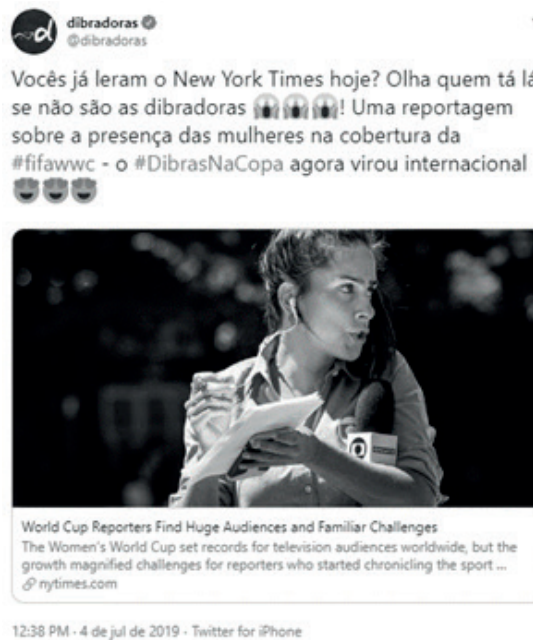 dibradoras
@dibradoras
Vocês já leram o New York Times hoje? Olha quem tá lá
se não são as dibradoras 😱😱😱! Uma reportagem
sobre a presença das mulheres na cobertura da
#fifawwc - o #DibrasNaCopa agora virou internacional
🤩🤩🤩
World Cup Reporters Find Huge Audiences and Familiar Challenges
The Women's World Cup set records for television audiences worldwide, but the
growth magnified challenges for reporters who started chronicling the sport ...
nytimes.com
12:38 PM · 4 de jul de 2019 · Twitter for iPhone